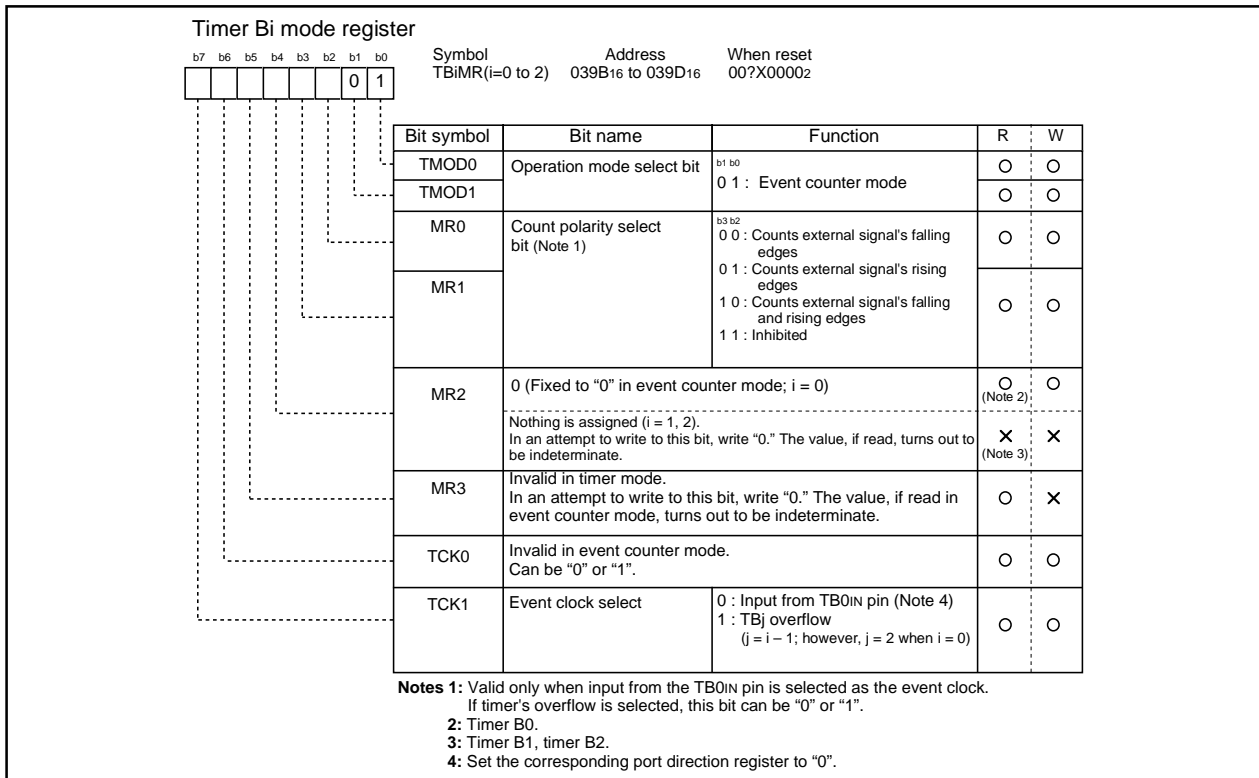 Timer Bi mode register
b7 b6 b5 b4 b3 b2 b1 b0
0 1
Symbol Address When reset
TBiMR(i=0 to 2) 039B16 to 039D16 00?X00002
Bit symbol Bit name Function R W
TMOD0 Operation mode select bit b1 b0
0 1 : Event counter mode
TMOD1
MR0 Count polarity select
bit (Note 1)
b3 b2
0 0 : Counts external signal's falling
edges
0 1 : Counts external signal's rising
edges
MR1
1 0 : Counts external signal's falling
and rising edges
1 1 : Inhibited
MR2
0 (Fixed to “0” in event counter mode; i = 0)
(Note 2)
Nothing is assigned (i = 1, 2).
In an attempt to write to this bit, write “0.” The value, if read, turns out to
be indeterminate.
(Note 3)
MR3
Invalid in timer mode.
In an attempt to write to this bit, write “0.” The value, if read in
event counter mode, turns out to be indeterminate.
TCK0
Invalid in event counter mode.
Can be “0” or “1”.
TCK1 Event clock select
0 : Input from TB0IN pin (Note 4)
1 : TBj overflow
(j = i – 1; however, j = 2 when i = 0)
Notes 1: Valid only when input from the TB0IN pin is selected as the event clock.
If timer's overflow is selected, this bit can be “0” or “1”.
2: Timer B0.
3: Timer B1, timer B2.
4: Set the corresponding port direction register to “0”.